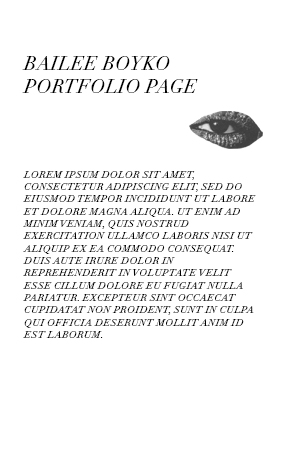 BAILEE BOYKO
PORTFOLIO PAGE
LOREM IPSUM DOLOR SIT AMET,
CONSECTETUR ADIPISCING ELIT, SED DO
EIUSMOD TEMPOR INCIDIDUNT UT LABORE
ET DOLORE MAGNA ALIQUA. UT ENIM AD
MINIM VENIAM, QUIS NOSTRUD
EXERCITATION ULLAMCO LABORIS NISI UT
ALIQUIP EX EA COMMODO CONSEQUAT.
DUIS AUTE IRURE DOLOR IN
REPREHENDERIT IN VOLUPTATE VELIT
ESSE CILLUM DOLORE EU FUGIAT NULLA
PARIATUR. EXCEPTEUR SINT OCCAECAT
CUPIDATAT NON PROIDENT, SUNT IN CULPA
QUI OFFICIA DESERUNT MOLLIT ANIM ID
EST LABORUM.